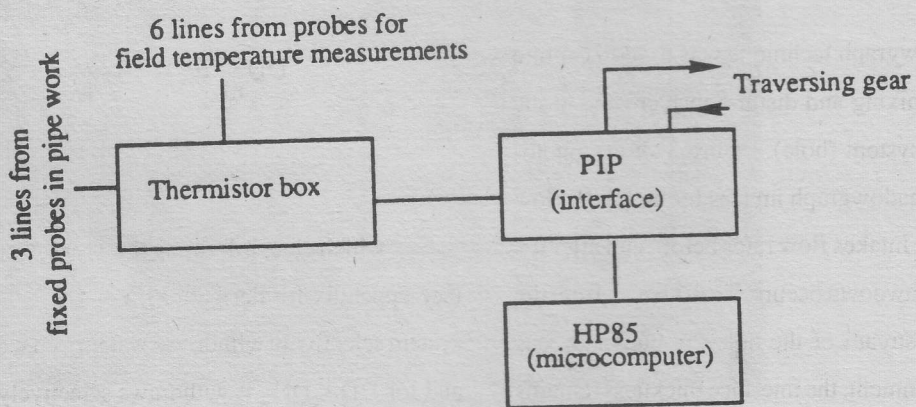 6 lines from probes for
field temperature measurements
3 lines from
fixed probes in pipe work
Thermistor box
Traversing gear
PIP
(interface)
HP85
(microcomputer)